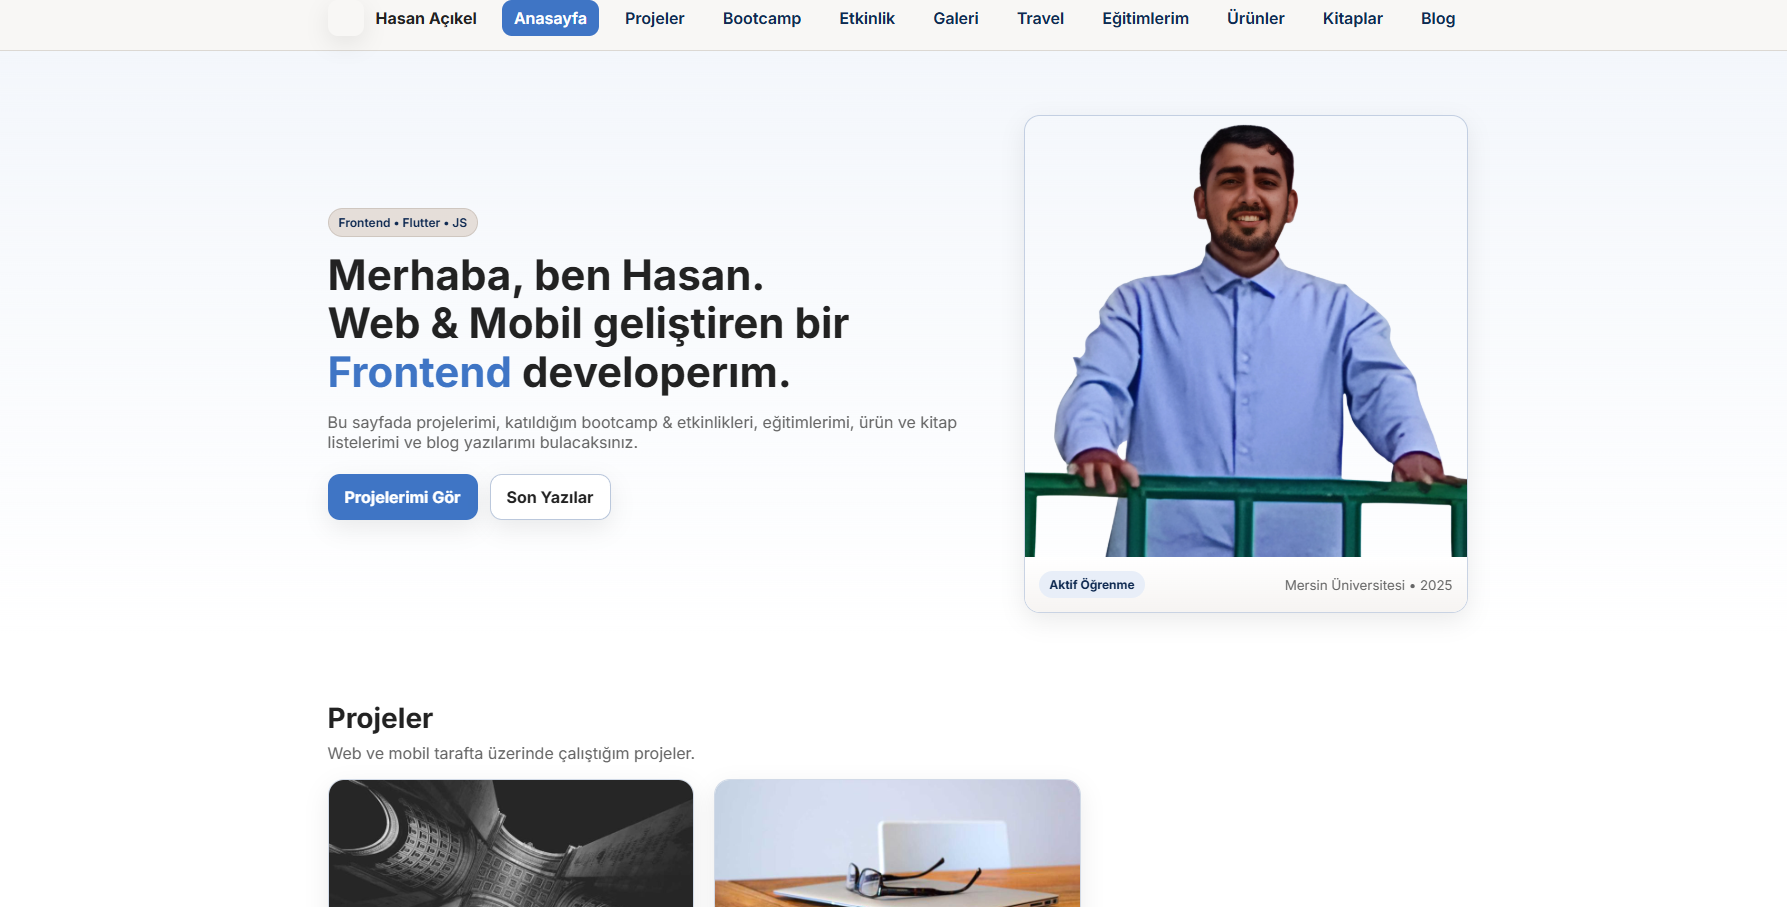 Hasan Açıkel Anasayfa Projeler Bootcamp Etkinlik Galeri Travel Eğitimlerim Ürünler Kitaplar Blog
Frontend • Flutter • JS
Merhaba, ben Hasan.
Web & Mobil geliştiren bir
Frontend developerım.
Bu sayfada projelerimi, katıldığım bootcamp & etkinlikleri, eğitimlerimi, ürün ve kitap
listelerimi ve blog yazılarımı bulacaksınız.
Projelerimi Gör Son Yazılar
Aktif Öğrenme Mersin Üniversitesi • 2025
Projeler
Web ve mobil tarafta üzerinde çalıştığım projeler.